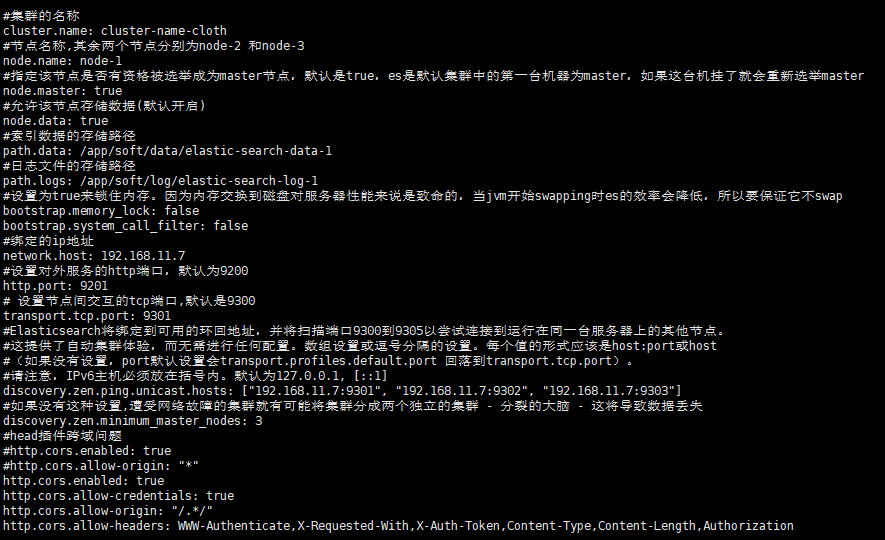 #集群的名称
cluster.name: cluster-name-cloth
#节点名称,其余两个节点分别为node-2 和node-3
node.name: node-1
#指定该节点是否有资格被选举成为master节点，默认是true，es是默认集群中的第一台机器为master，如果这台机挂了就会重新选举master
node.master: true
#允许该节点存储数据(默认开启)
node.data: true
#索引数据的存储路径
path.data: /app/soft/data/elastic-search-data-1
#日志文件的存储路径
path.logs: /app/soft/log/elastic-search-log-1
#设置为true来锁住内存。因为内存交换到磁盘对服务器性能来说是致命的，当jvm开始swapping时es的效率会降低，所以要保证它不swap
bootstrap.memory_lock: false
bootstrap.system_call_filter: false
#绑定的ip地址
network.host: 192.168.11.7
#设置对外服务的http端口，默认为9200
http.port: 9201
# 设置节点间交互的tcp端口,默认是9300
transport.tcp.port: 9301
#Elasticsearch将绑定到可用的环回地址，并将扫描端口9300到9305以尝试连接到运行在同一台服务器上的其他节点。
#这提供了自动集群体验，而无需进行任何配置。数组设置或逗号分隔的设置。每个值的形式应该是host:port或host
#（如果没有设置，port默认设置会transport.profiles.default.port 回落到transport.tcp.port）。
#请注意，IPv6主机必须放在括号内。默认为127.0.0.1, [::1]
discovery.zen.ping.unicast.hosts: ["192.168.11.7:9301", "192.168.11.7:9302", "192.168.11.7:9303"]
#如果没有这种设置,遭受网络故障的集群就有可能将集群分成两个独立的集群 - 分裂的大脑 - 这将导致数据丢失
discovery.zen.minimum_master_nodes: 3
#head插件跨域问题
#http.cors.enabled: true
#http.cors.allow-origin: "*"
http.cors.enabled: true
http.cors.allow-credentials: true
http.cors.allow-origin: "/.*/"
http.cors.allow-headers: WWW-Authenticate,X-Requested-With,X-Auth-Token,Content-Type,Content-Length,Authorization